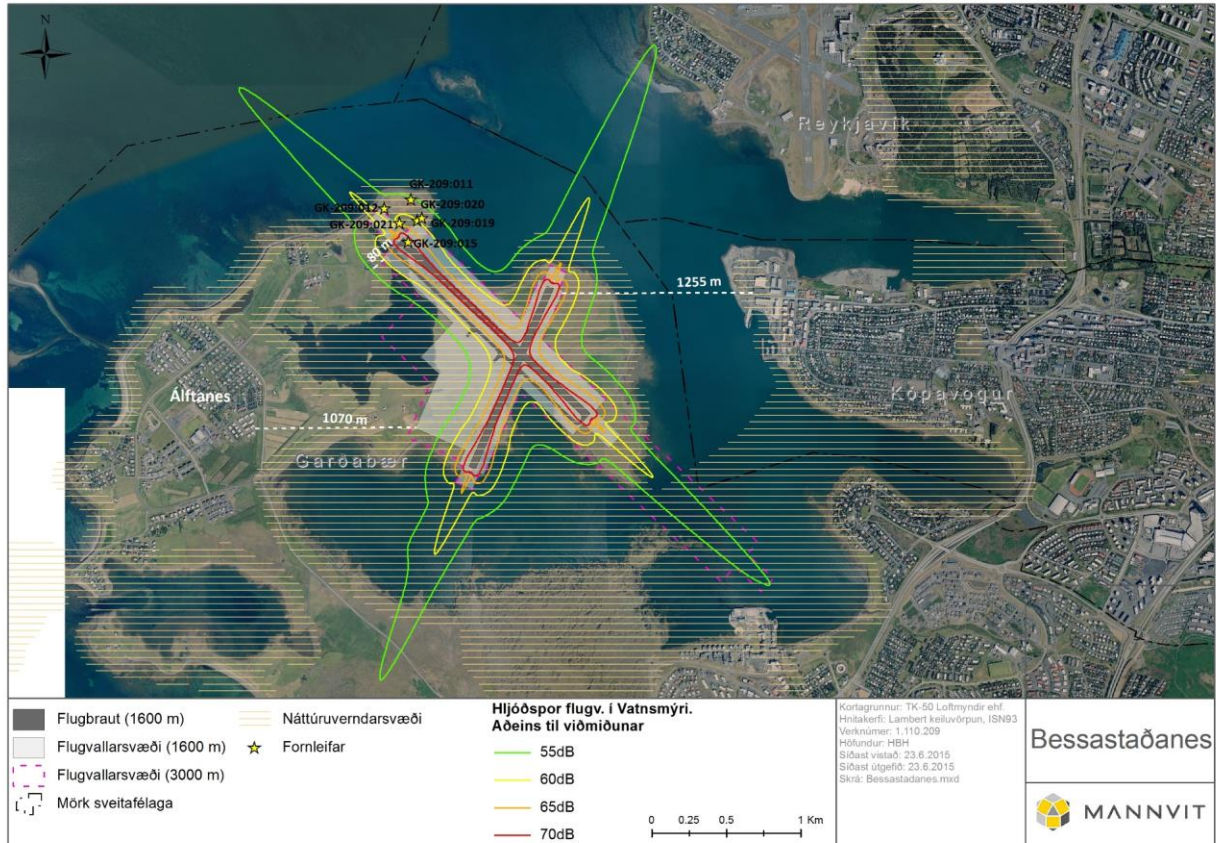 N
Reykjavík
GK-209:011
GK-209:012
GK-209:020
GK-209:021
GK-209:019
GK-209:015
~80 m
1255 m
Álftanes
1070 m
Kópavogur
Garðabær
Flugbraut (1600 m)
Flugvallarsvæði (1600 m)
Flugvallarsvæði (3000 m)
Mörk sveitafélaga
Náttúruverndarsvæði
Fornleifar
Hljóðspor flugv. í Vatnsmýri.
Aðeins til viðmiðunar
55dB
60dB
65dB
70dB
0 0.25 0.5 1 Km
Kortagrunnur: TK-50 Loftmyndir ehf.
Hnitakerfi: Lambert keiluvörpun, ISN93
Verknúmer: 1.110.209
Höfundur: HBH
Síðast vistað: 23.6.2015
Síðast útgefið: 23.6.2015
Skrá: Bessastadanes.mxd
Bessastaðanes
MANNVIT